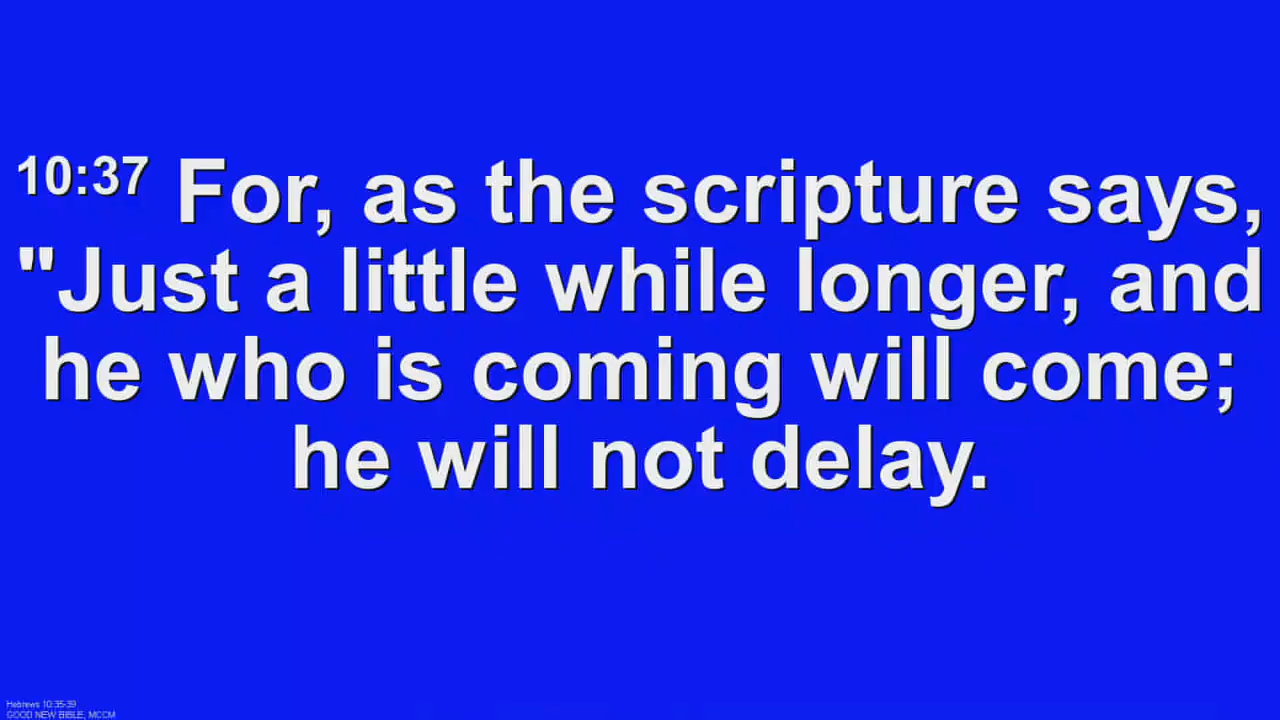 10:37 For, as the scripture says,
"Just a little while longer, and
he who is coming will come;
he will not delay.
Hebrews 10:35-39
GOOD NEW BIBLE, MCCM